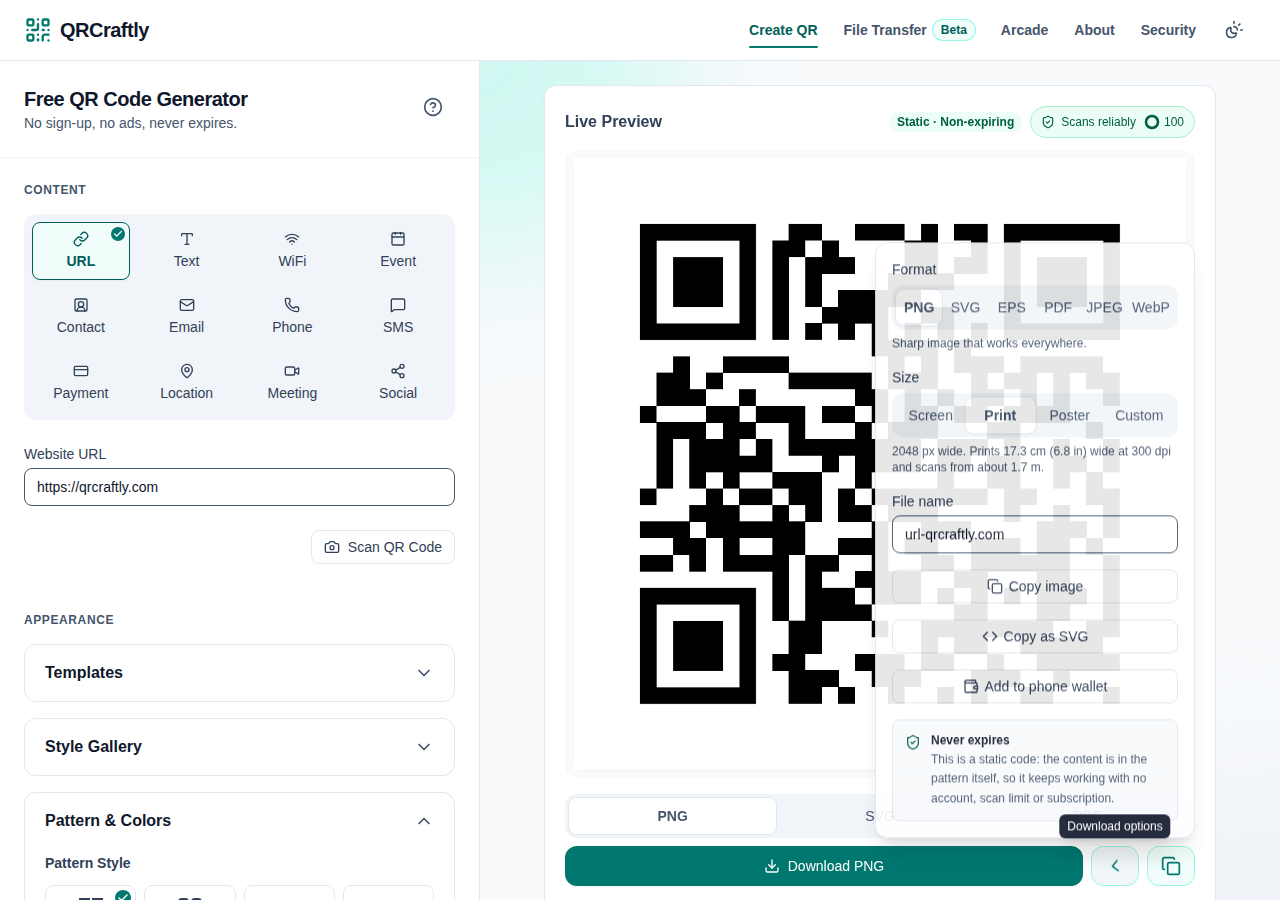 QRCraftly
Create QR
File Transfer Beta
Arcade
About
Security
Free QR Code Generator
No sign-up, no ads, never expires.
CONTENT
URL
Text
WiFi
Event
Contact
Email
Phone
SMS
Payment
Location
Meeting
Social
Website URL
https://qrcraftly.com
Scan QR Code
APPEARANCE
Templates
Style Gallery
Pattern & Colors
Pattern Style
Live Preview
Static · Non-expiring
Scans reliably 100
Format
PNG SVG EPS PDF JPEG WebP
Sharp image that works everywhere.
Size
Screen Print Poster Custom
2048 px wide. Prints 17.3 cm (6.8 in) wide at 300 dpi
and scans from about 1.7 m.
File name
url-qrcraftly.com
Copy image
Copy as SVG
Add to phone wallet
Never expires
This is a static code: the content is in the
pattern itself, so it keeps working with no
account, scan limit or subscription.
PNG
SVG
Download options
Download PNG